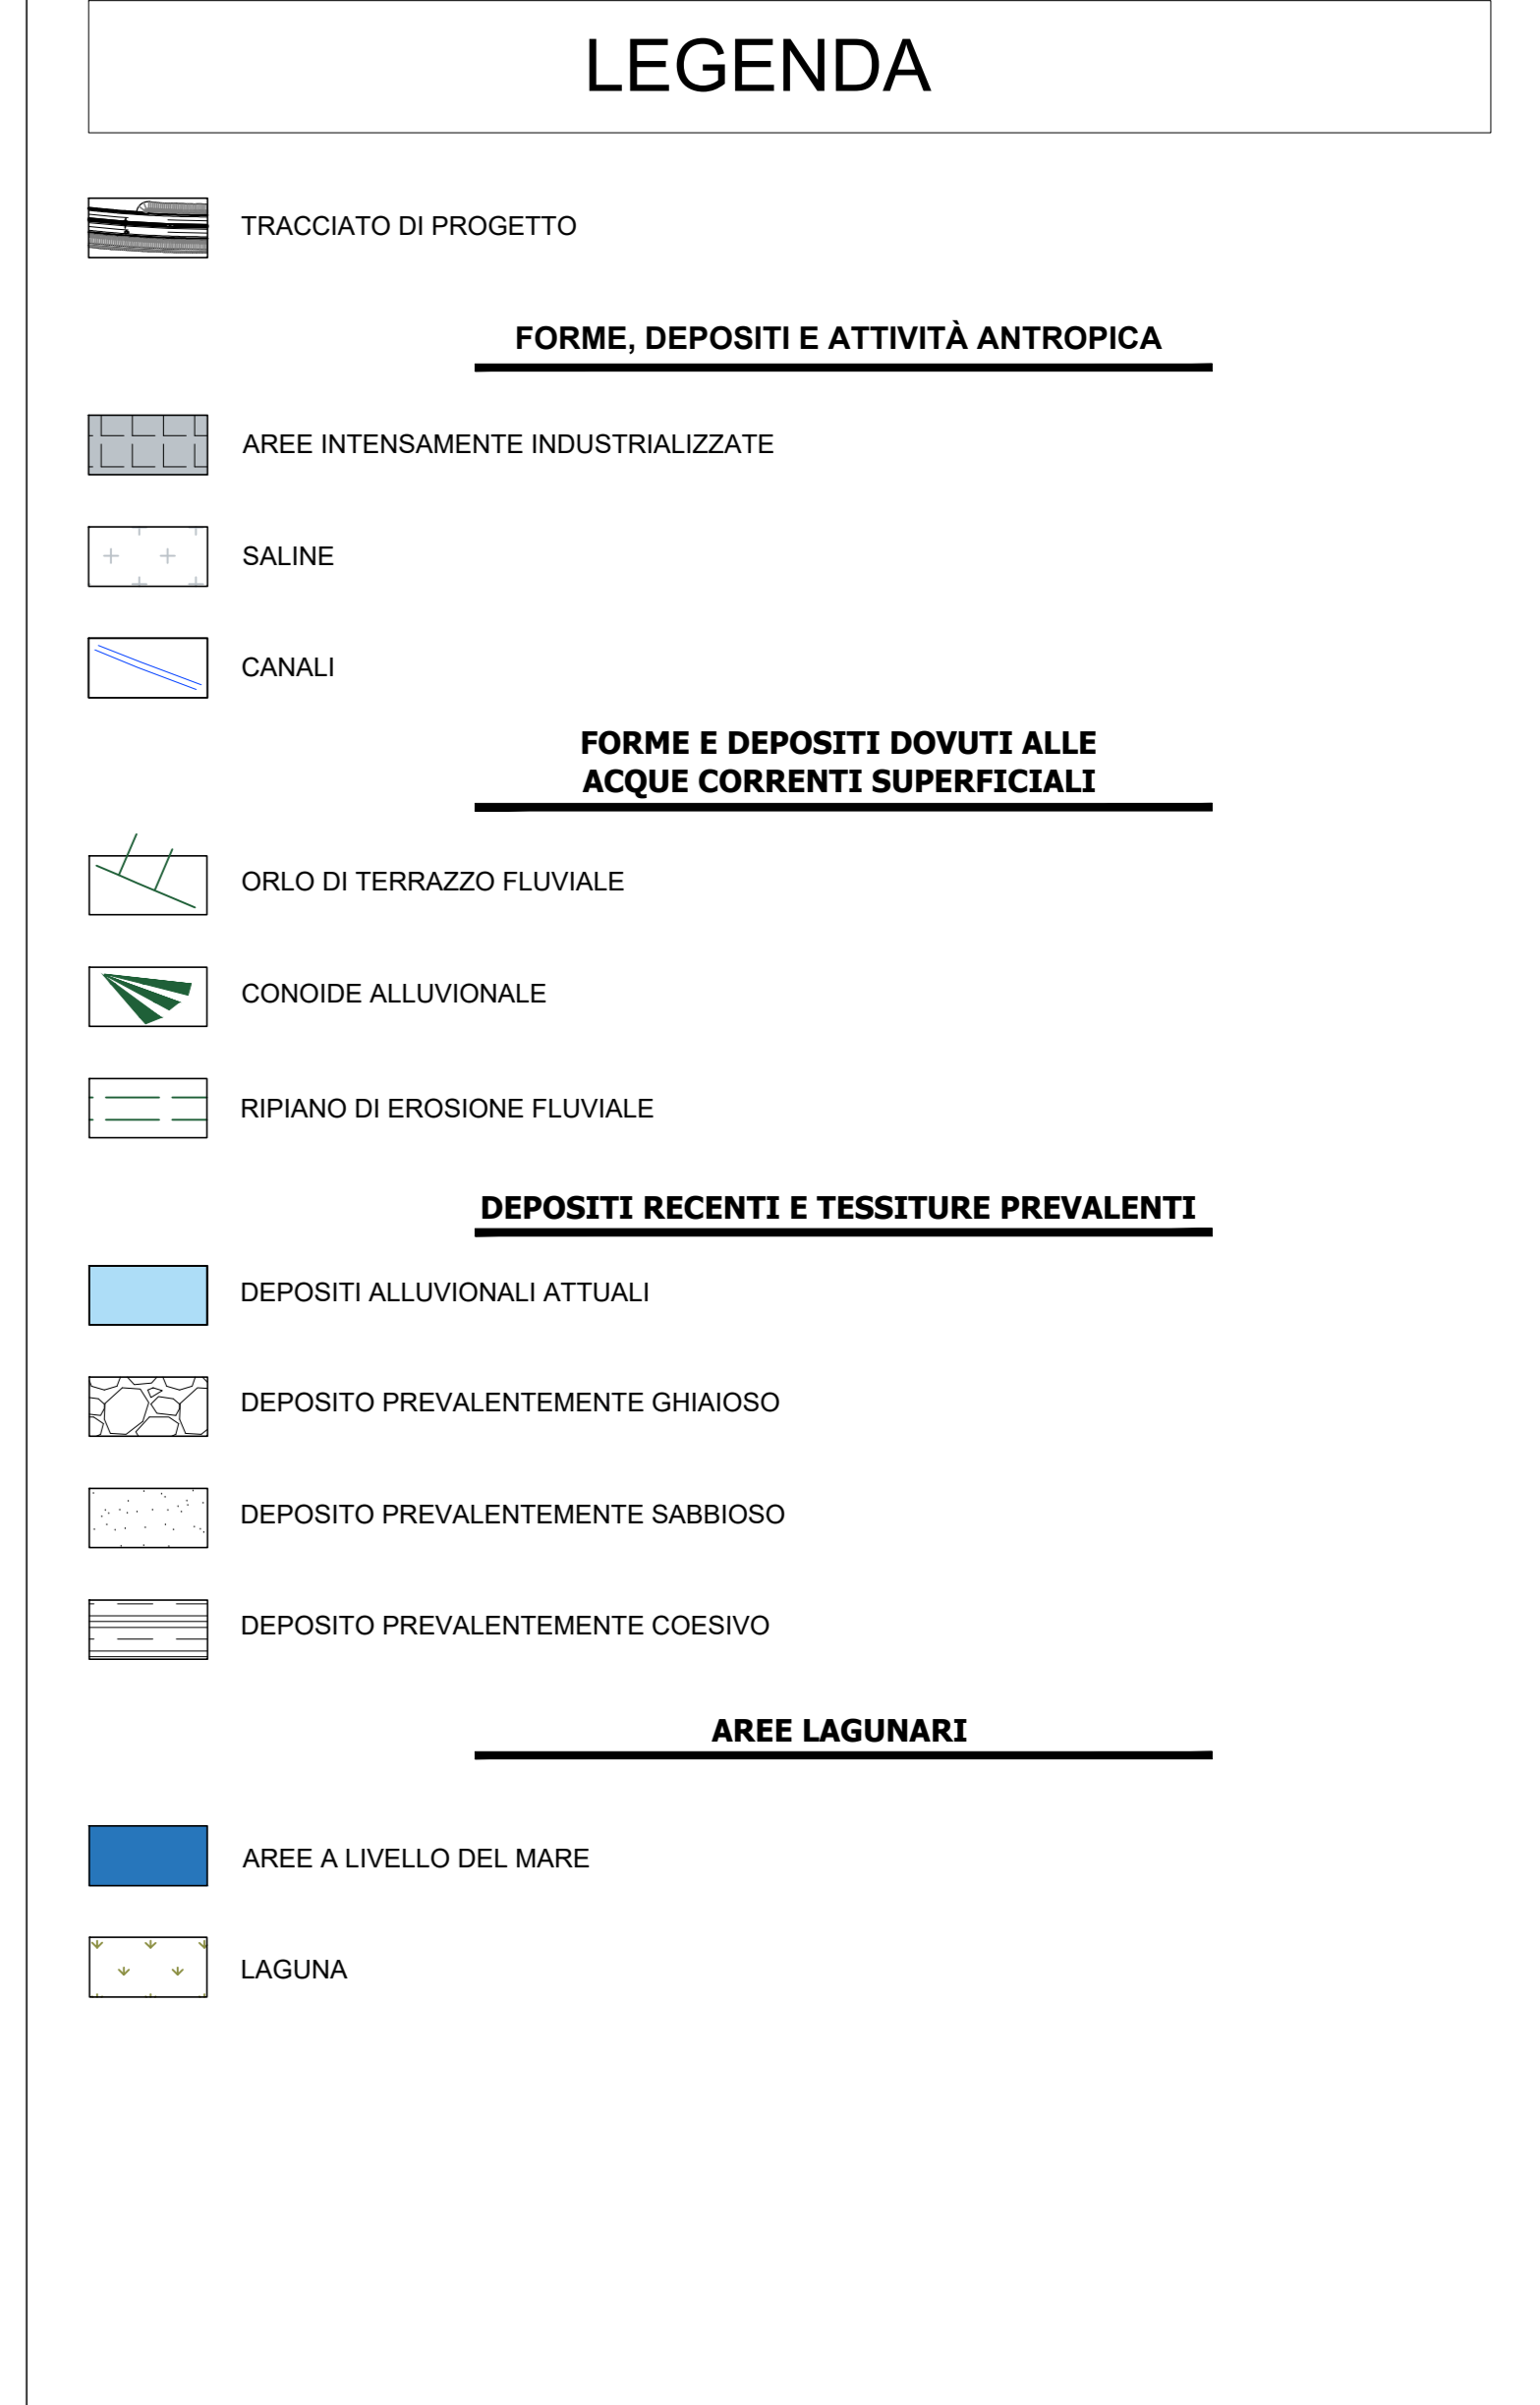 LEGENDA
TRACCIATO DI PROGETTO
FORME, DEPOSITI E ATTIVITÀ ANTROPICA
AREE INTENSAMENTE INDUSTRIALIZZATE
SALINE
CANALI
FORME E DEPOSITI DOVUTI ALLE
ACQUE CORRENTI SUPERFICIALI
ORLO DI TERRAZZO FLUVIALE
CONOIDE ALLUVIONALE
RIPIANO DI EROSIONE FLUVIALE
DEPOSITI RECENTI E TESSITURE PREVALENTI
DEPOSITI ALLUVIONALI ATTUALI
DEPOSITO PREVALENTEMENTE GHIAIOSO
DEPOSITO PREVALENTEMENTE SABBIOSO
DEPOSITO PREVALENTEMENTE COESIVO
AREE LAGUNARI
AREE A LIVELLO DEL MARE
LAGUNA